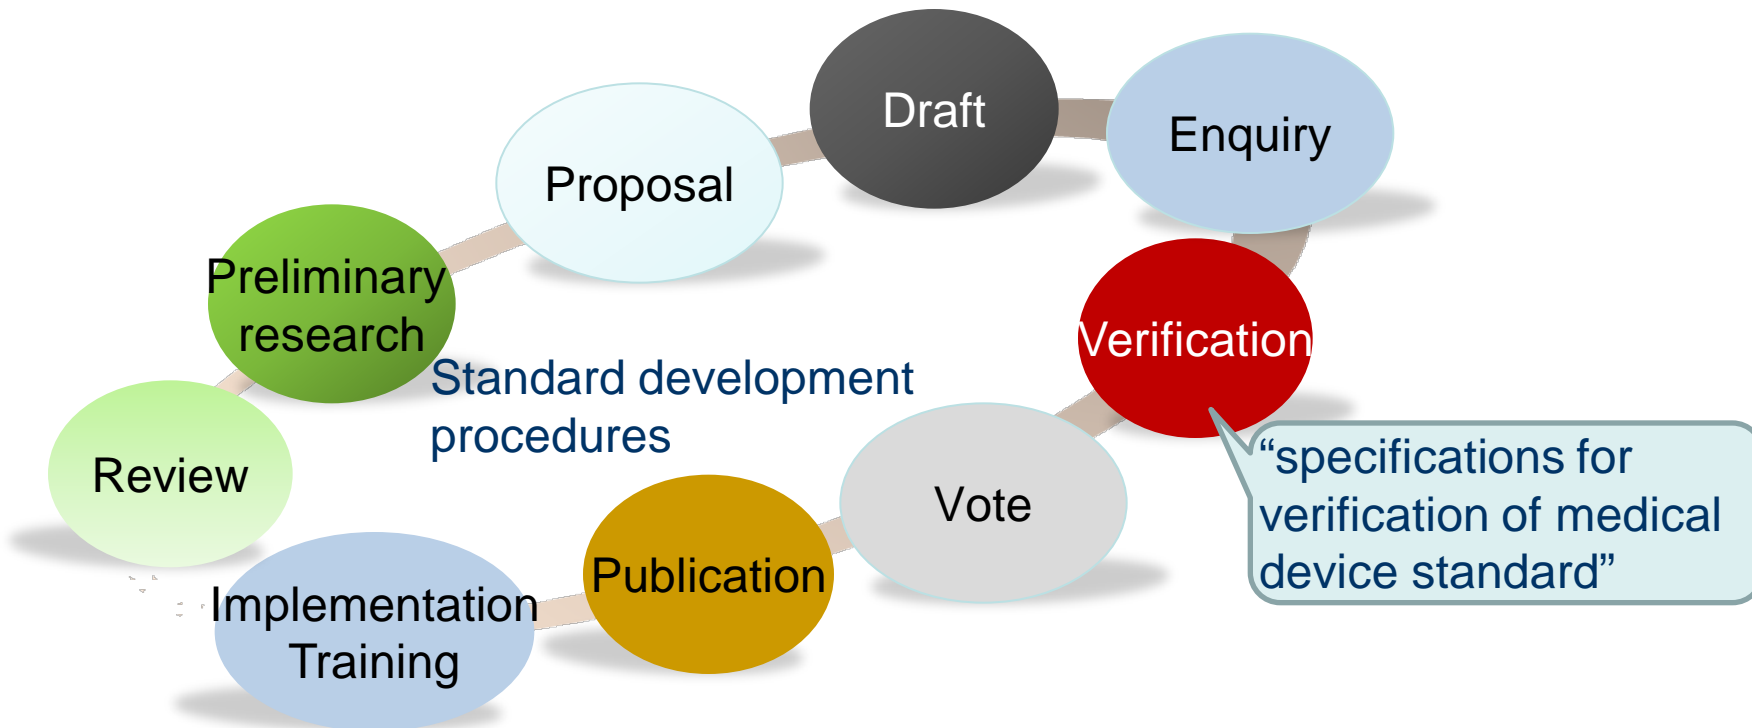 Draft
Enquiry
Proposal
Preliminary
research
Verification
Standard development
procedures
Review
Vote
“specifications for
verification of medical
device standard”
Publication
Implementation
Training